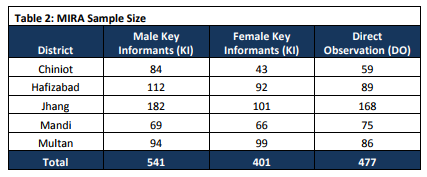 Table 2: MIRA Sample Size
District Male Key Informants (KI) Female Key Informants (KI) Direct Observation (DO)
Chiniot 84 43 59
Hafizabad 112 92 89
Jhang 182 101 168
Mandi 69 66 75
Multan 94 99 86
Total 541 401 477